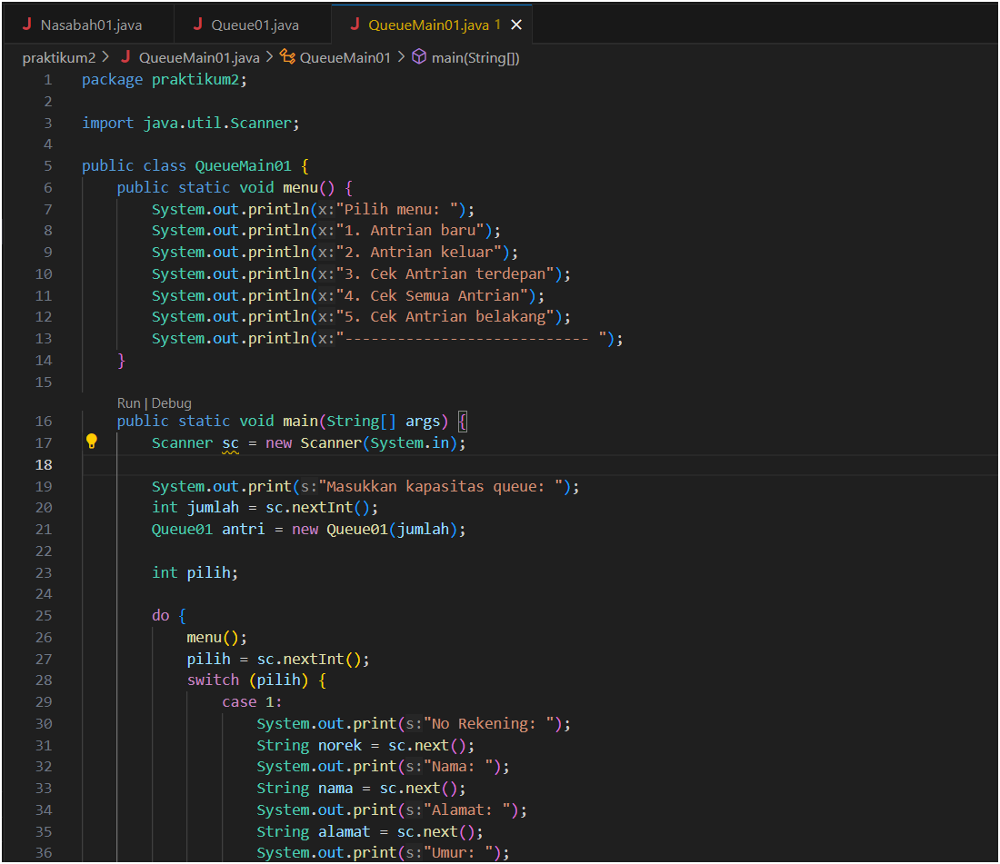 Nasabah01.java Queue01.java QueueMain01.java 1
praktikum2 > QueueMain01.java > QueueMain01 > main(String[])
1 package praktikum2;
2
3 import java.util.Scanner;
4
5 public class QueueMain01 {
6     public static void menu() {
7         System.out.println(x:"Pilih menu: ");
8         System.out.println(x:"1. Antrian baru");
9         System.out.println(x:"2. Antrian keluar");
10         System.out.println(x:"3. Cek Antrian terdepan");
11         System.out.println(x:"4. Cek Semua Antrian");
12         System.out.println(x:"5. Cek Antrian belakang");
13         System.out.println(x:"---------------------------- ");
14     }
15
Run | Debug
16     public static void main(String[] args) {
17         Scanner sc = new Scanner(System.in);
18
19         System.out.print(s:"Masukkan kapasitas queue: ");
20         int jumlah = sc.nextInt();
21         Queue01 antri = new Queue01(jumlah);
22
23         int pilih;
24
25         do {
26             menu();
27             pilih = sc.nextInt();
28             switch (pilih) {
29                 case 1:
30                     System.out.print(s:"No Rekening: ");
31                     String norek = sc.next();
32                     System.out.print(s:"Nama: ");
33                     String nama = sc.next();
34                     System.out.print(s:"Alamat: ");
35                     String alamat = sc.next();
36                     System.out.print(s:"Umur: ");